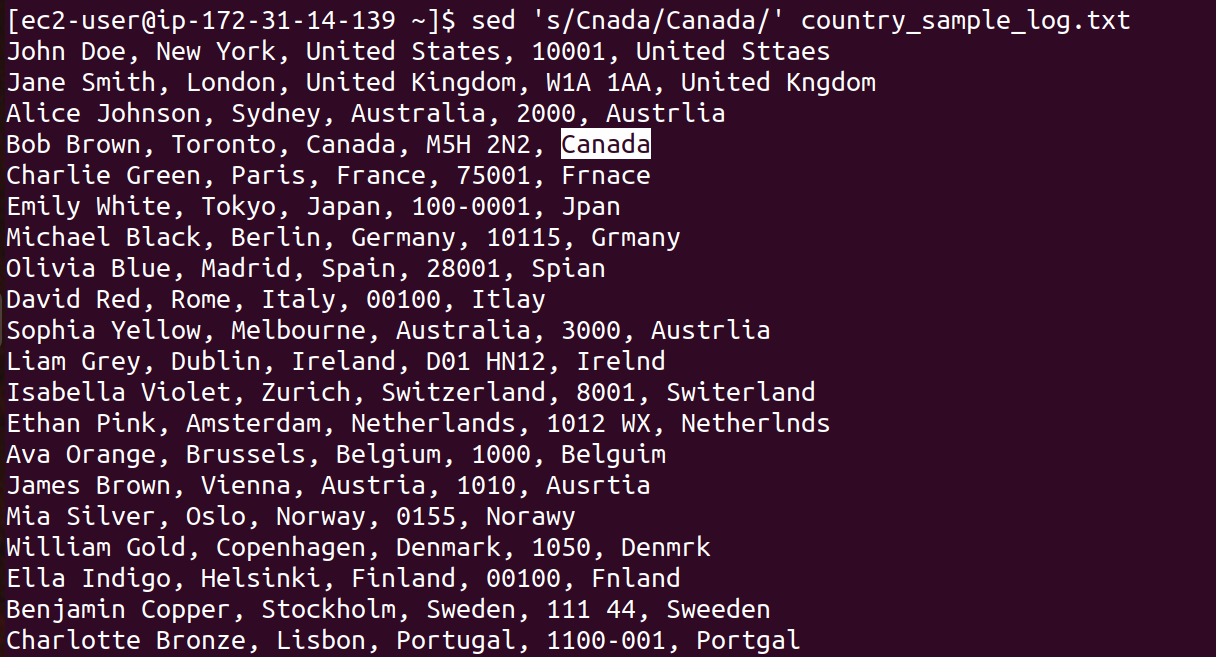 [ec2-user@ip-172-31-14-139 ~]$ sed 's/Cnada/Canada/' country_sample_log.txt
John Doe, New York, United States, 10001, United Sttaes
Jane Smith, London, United Kingdom, W1A 1AA, United Kngdom
Alice Johnson, Sydney, Australia, 2000, Austrlia
Bob Brown, Toronto, Canada, M5H 2N2, Canada
Charlie Green, Paris, France, 75001, Frnace
Emily White, Tokyo, Japan, 100-0001, Jpan
Michael Black, Berlin, Germany, 10115, Grmany
Olivia Blue, Madrid, Spain, 28001, Spian
David Red, Rome, Italy, 00100, Itlay
Sophia Yellow, Melbourne, Australia, 3000, Austrlia
Liam Grey, Dublin, Ireland, D01 HN12, Irelnd
Isabella Violet, Zurich, Switzerland, 8001, Switerland
Ethan Pink, Amsterdam, Netherlands, 1012 WX, Netherlnds
Ava Orange, Brussels, Belgium, 1000, Belguim
James Brown, Vienna, Austria, 1010, Ausrtia
Mia Silver, Oslo, Norway, 0155, Norawy
William Gold, Copenhagen, Denmark, 1050, Denmrk
Ella Indigo, Helsinki, Finland, 00100, Fnland
Benjamin Copper, Stockholm, Sweden, 111 44, Sweeden
Charlotte Bronze, Lisbon, Portugal, 1100-001, Portgal